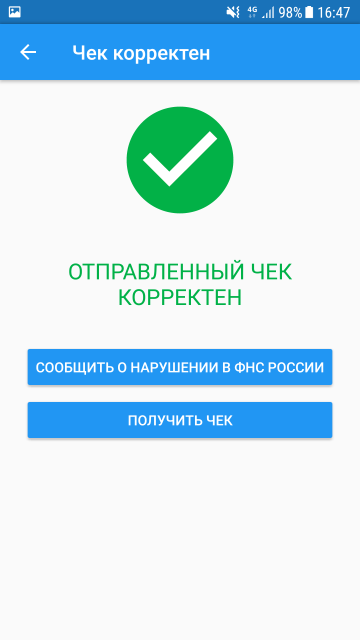 4G 98% 16:47
Чек корректен
ОТПРАВЛЕННЫЙ ЧЕК
КОРРЕКТЕН
СООБЩИТЬ О НАРУШЕНИИ В ФНС РОССИИ
ПОЛУЧИТЬ ЧЕК